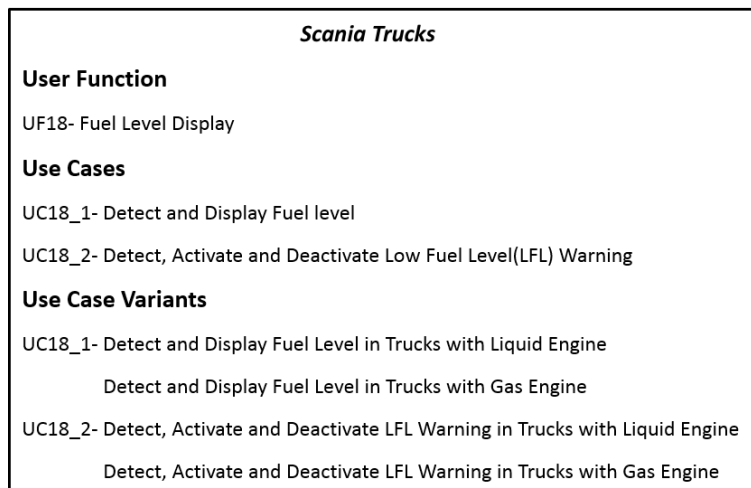 Scania Trucks
User Function
UF18- Fuel Level Display
Use Cases
UC18_1- Detect and Display Fuel level
UC18_2- Detect, Activate and Deactivate Low Fuel Level(LFL) Warning
Use Case Variants
UC18_1- Detect and Display Fuel Level in Trucks with Liquid Engine
Detect and Display Fuel Level in Trucks with Gas Engine
UC18_2- Detect, Activate and Deactivate LFL Warning in Trucks with Liquid Engine
Detect, Activate and Deactivate LFL Warning in Trucks with Gas Engine